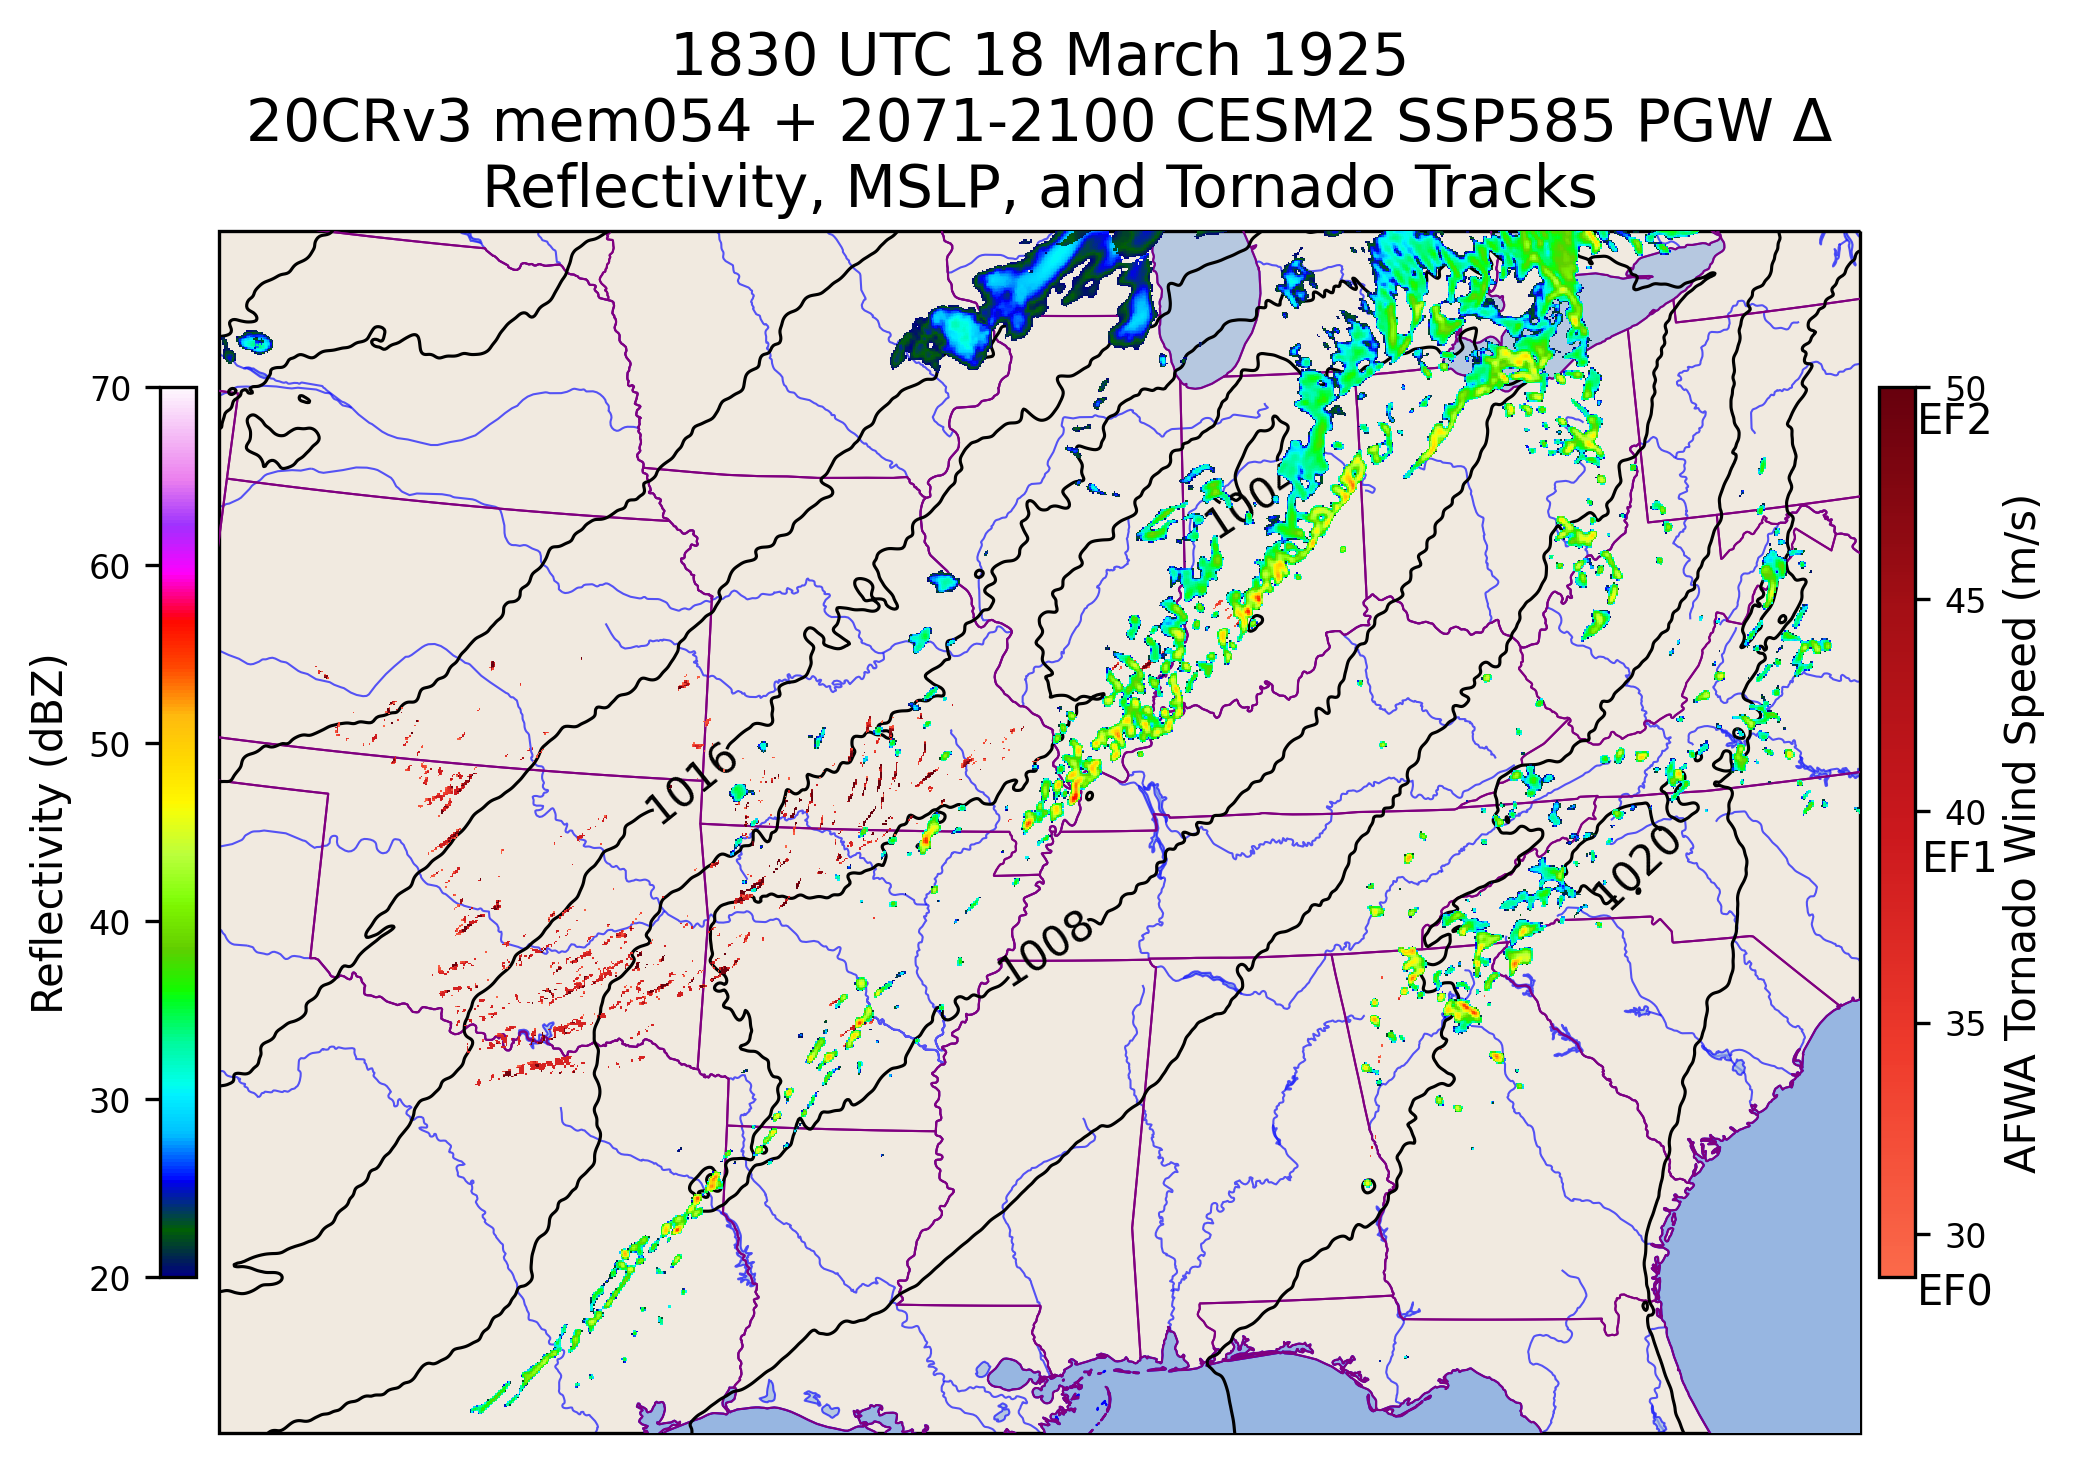 1830 UTC 18 March 1925
20CRv3 mem054 + 2071-2100 CESM2 SSP585 PGW Δ
Reflectivity, MSLP, and Tornado Tracks
Reflectivity (dBZ)
70
60
50
40
30
20
1004
1016
1008
1020
50
EF2
45
40
EF1
35
30
EF0
AFWA Tornado Wind Speed (m/s)